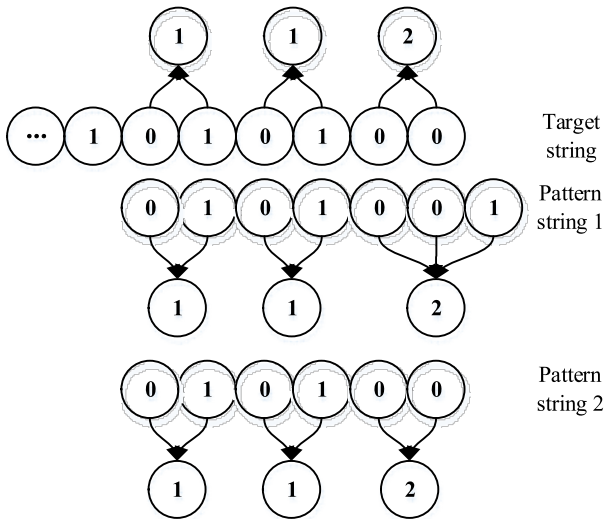 1 1 2
... 1 0 1 0 1 0 0
Target
string
0 1 0 1 0 0 1
Pattern
string 1
1 1 2
0 1 0 1 0 0
Pattern
string 2
1 1 2